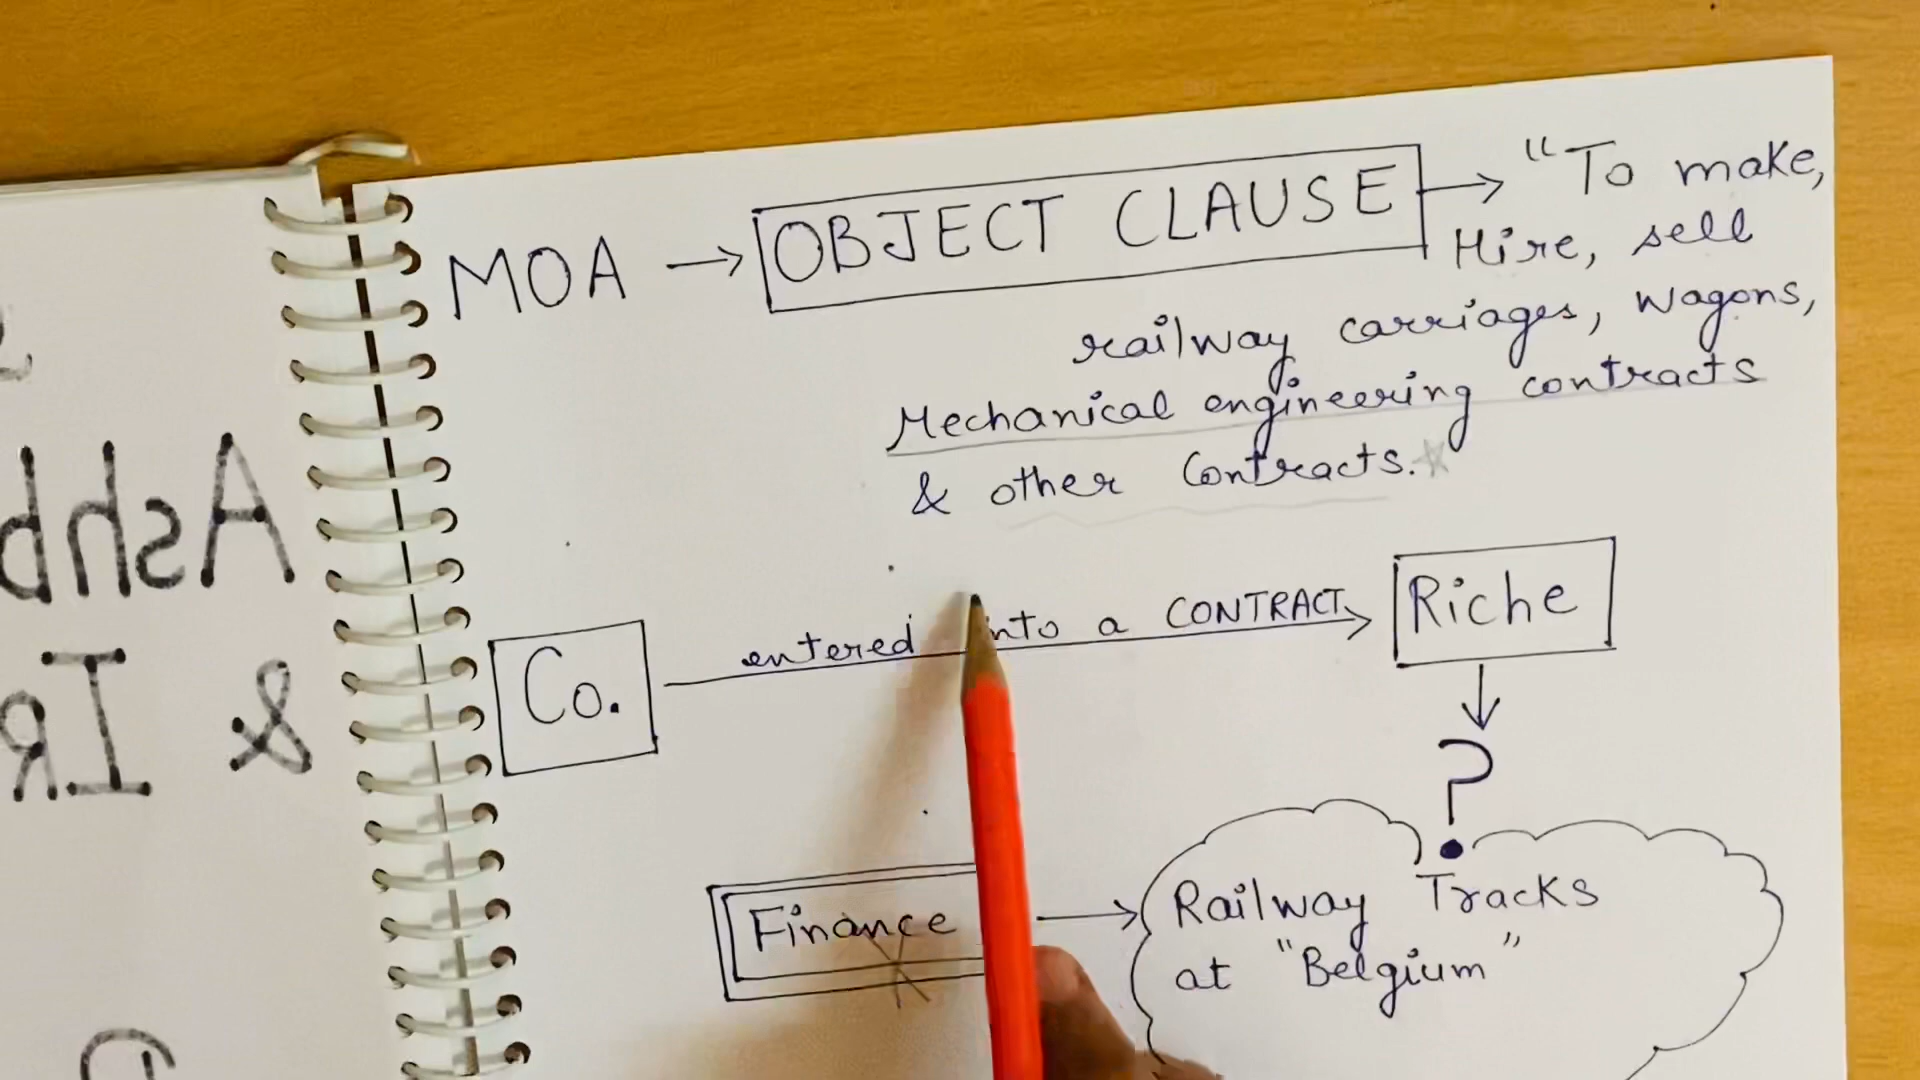 MOA → OBJECT CLAUSE → "To make,
Hire, sell
railway carriages, wagons,
Mechanical engineering contracts
& other Contracts.
Co. entered into a CONTRACT → Riche
?
Finance → Railway Tracks
at "Belgium"
Ashb
& Ir